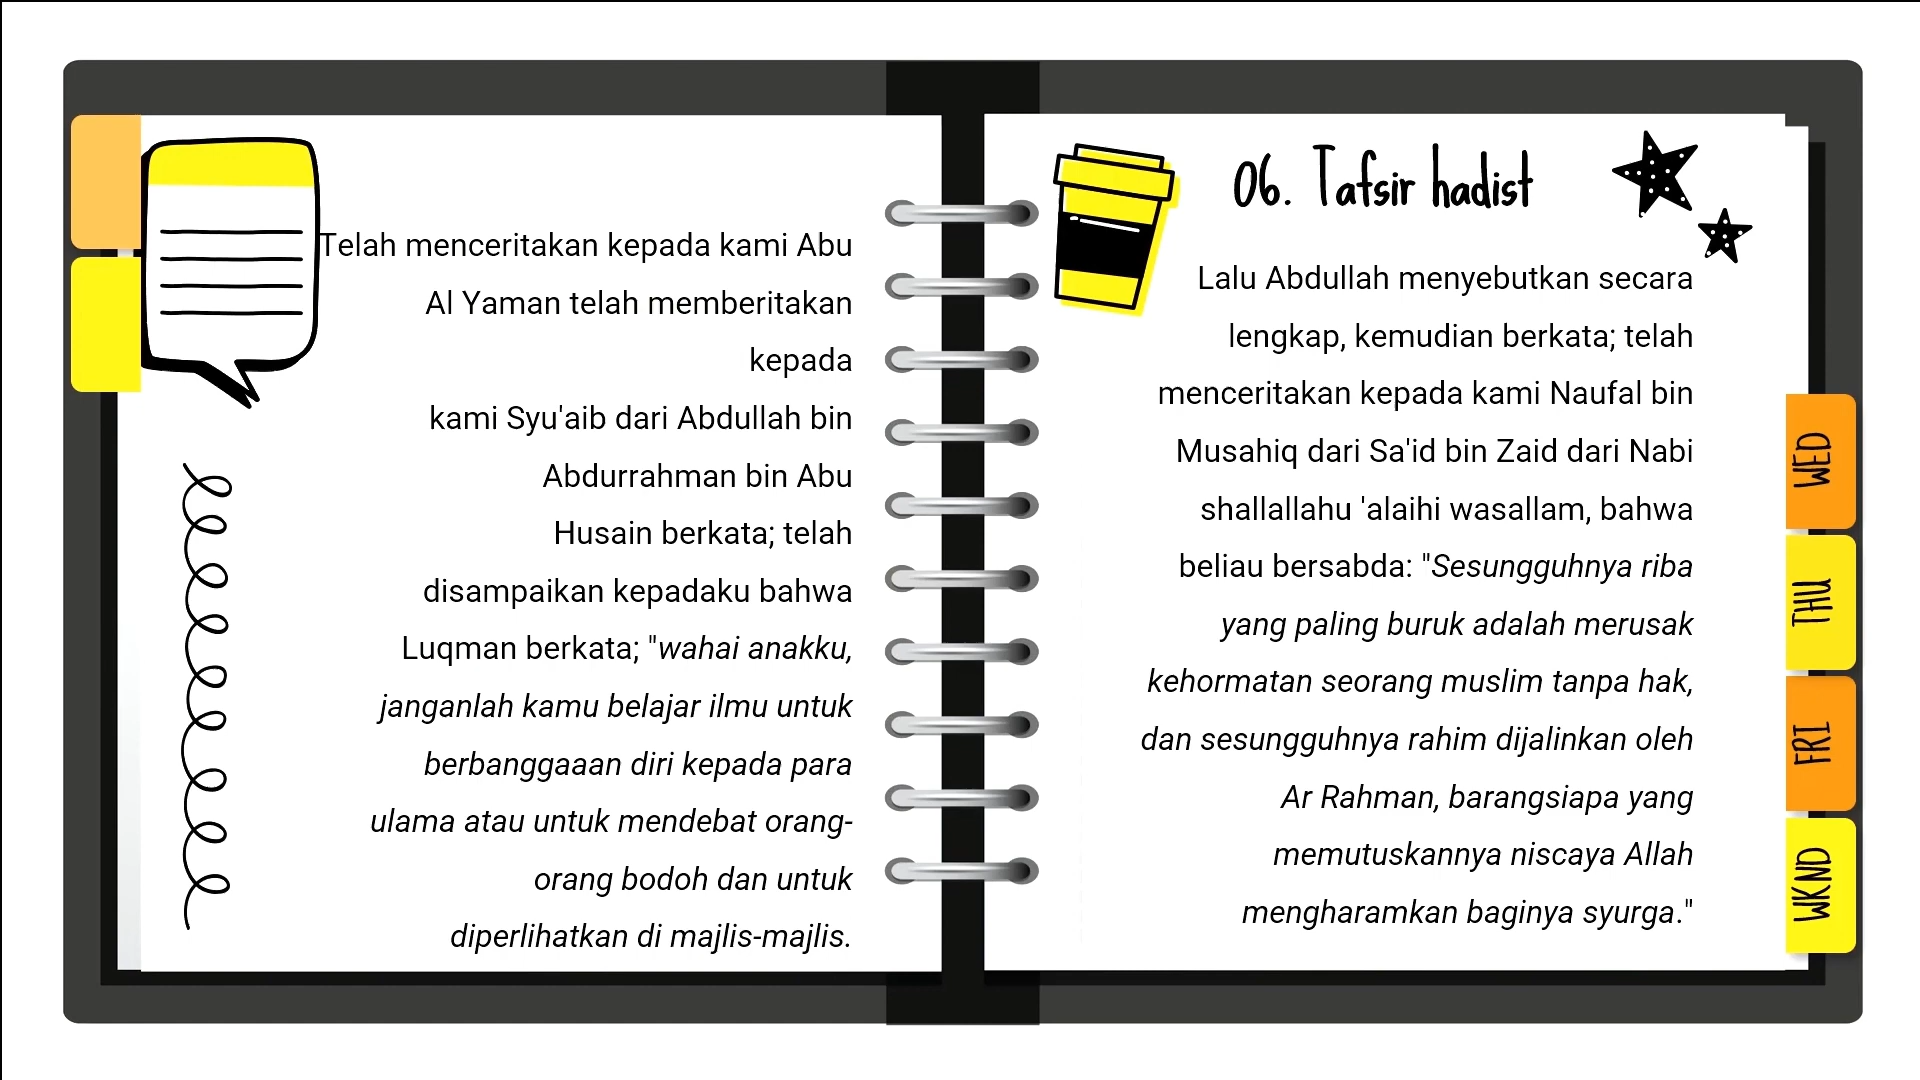 Telah menceritakan kepada kami Abu
Al Yaman telah memberitakan
kepada
kami Syu'aib dari Abdullah bin
Abdurrahman bin Abu
Husain berkata; telah
disampaikan kepadaku bahwa
Luqman berkata; "wahai anakku,
janganlah kamu belajar ilmu untuk
berbanggaaan diri kepada para
ulama atau untuk mendebat orang-
orang bodoh dan untuk
diperlihatkan di majlis-majlis.
06. Tafsir hadist
Lalu Abdullah menyebutkan secara
lengkap, kemudian berkata; telah
menceritakan kepada kami Naufal bin
Musahiq dari Sa'id bin Zaid dari Nabi
shallallahu 'alaihi wasallam, bahwa
beliau bersabda: "Sesungguhnya riba
yang paling buruk adalah merusak
kehormatan seorang muslim tanpa hak,
dan sesungguhnya rahim dijalinkan oleh
Ar Rahman, barangsiapa yang
memutuskannya niscaya Allah
mengharamkan baginya syurga."
WED
THU
FRI
WKND